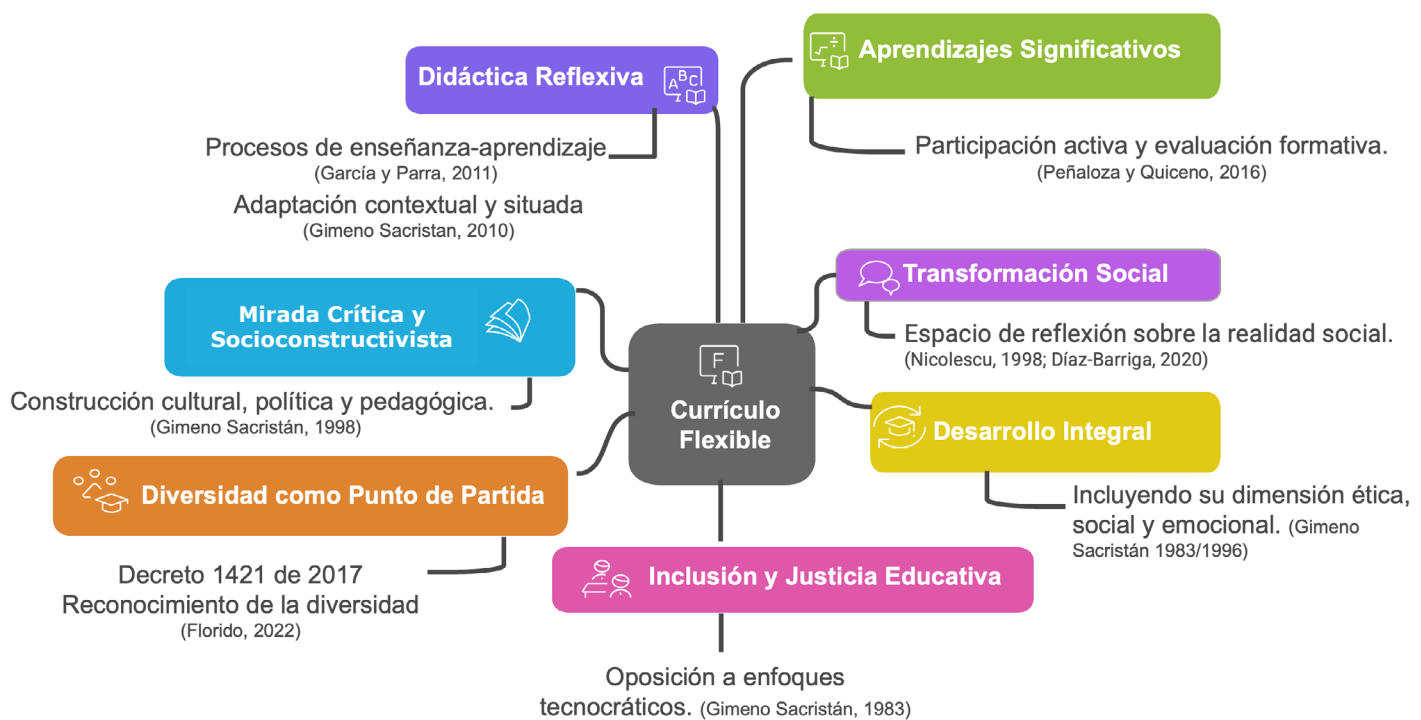 Didáctica Reflexiva
ABC
Procesos de enseñanza-aprendizaje
(García y Parra, 2011)
Adaptación contextual y situada
(Gimeno Sacristan, 2010)
Aprendizajes Significativos
Participación activa y evaluación formativa.
(Peñaloza y Quiceno, 2016)
Mirada Crítica y
Socioconstructivista
Construcción cultural, política y pedagógica.
(Gimeno Sacristán, 1998)
Transformación Social
Espacio de reflexión sobre la realidad social.
(Nicolescu, 1998; Díaz-Barriga, 2020)
F
Currículo
Flexible
Desarrollo Integral
Incluyendo su dimensión ética,
social y emocional. (Gimeno
Sacristán 1983/1996)
Diversidad como Punto de Partida
Decreto 1421 de 2017
Reconocimiento de la diversidad
(Florido, 2022)
Inclusión y Justicia Educativa
Oposición a enfoques
tecnocráticos. (Gimeno Sacristán, 1983)